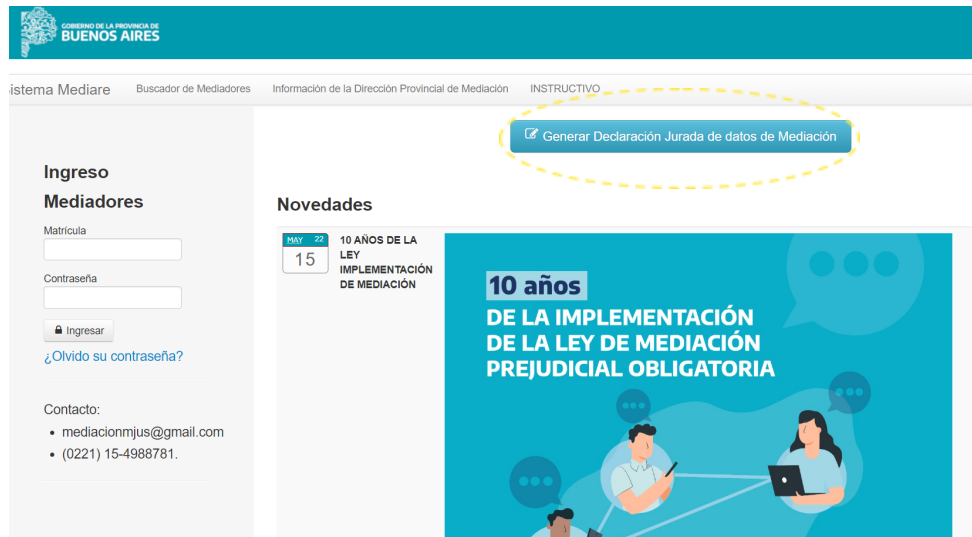 GOBIERNO DE LA PROVINCIA DE
BUENOS AIRES
istema Mediare
Buscador de Mediadores
Información de la Dirección Provincial de Mediación
INSTRUCTIVO
Generar Declaración Jurada de datos de Mediación
Ingreso
Mediadores
Matrícula
Contraseña
Ingresar
¿Olvido su contraseña?
Contacto:
• mediacionmjus@gmail.com
• (0221) 15-4988781.
Novedades
MAY 22
15
10 AÑOS DE LA
LEY
IMPLEMENTACIÓN
DE MEDIACIÓN
10 años
DE LA IMPLEMENTACIÓN
DE LA LEY DE MEDIACIÓN
PREJUDICIAL OBLIGATORIA